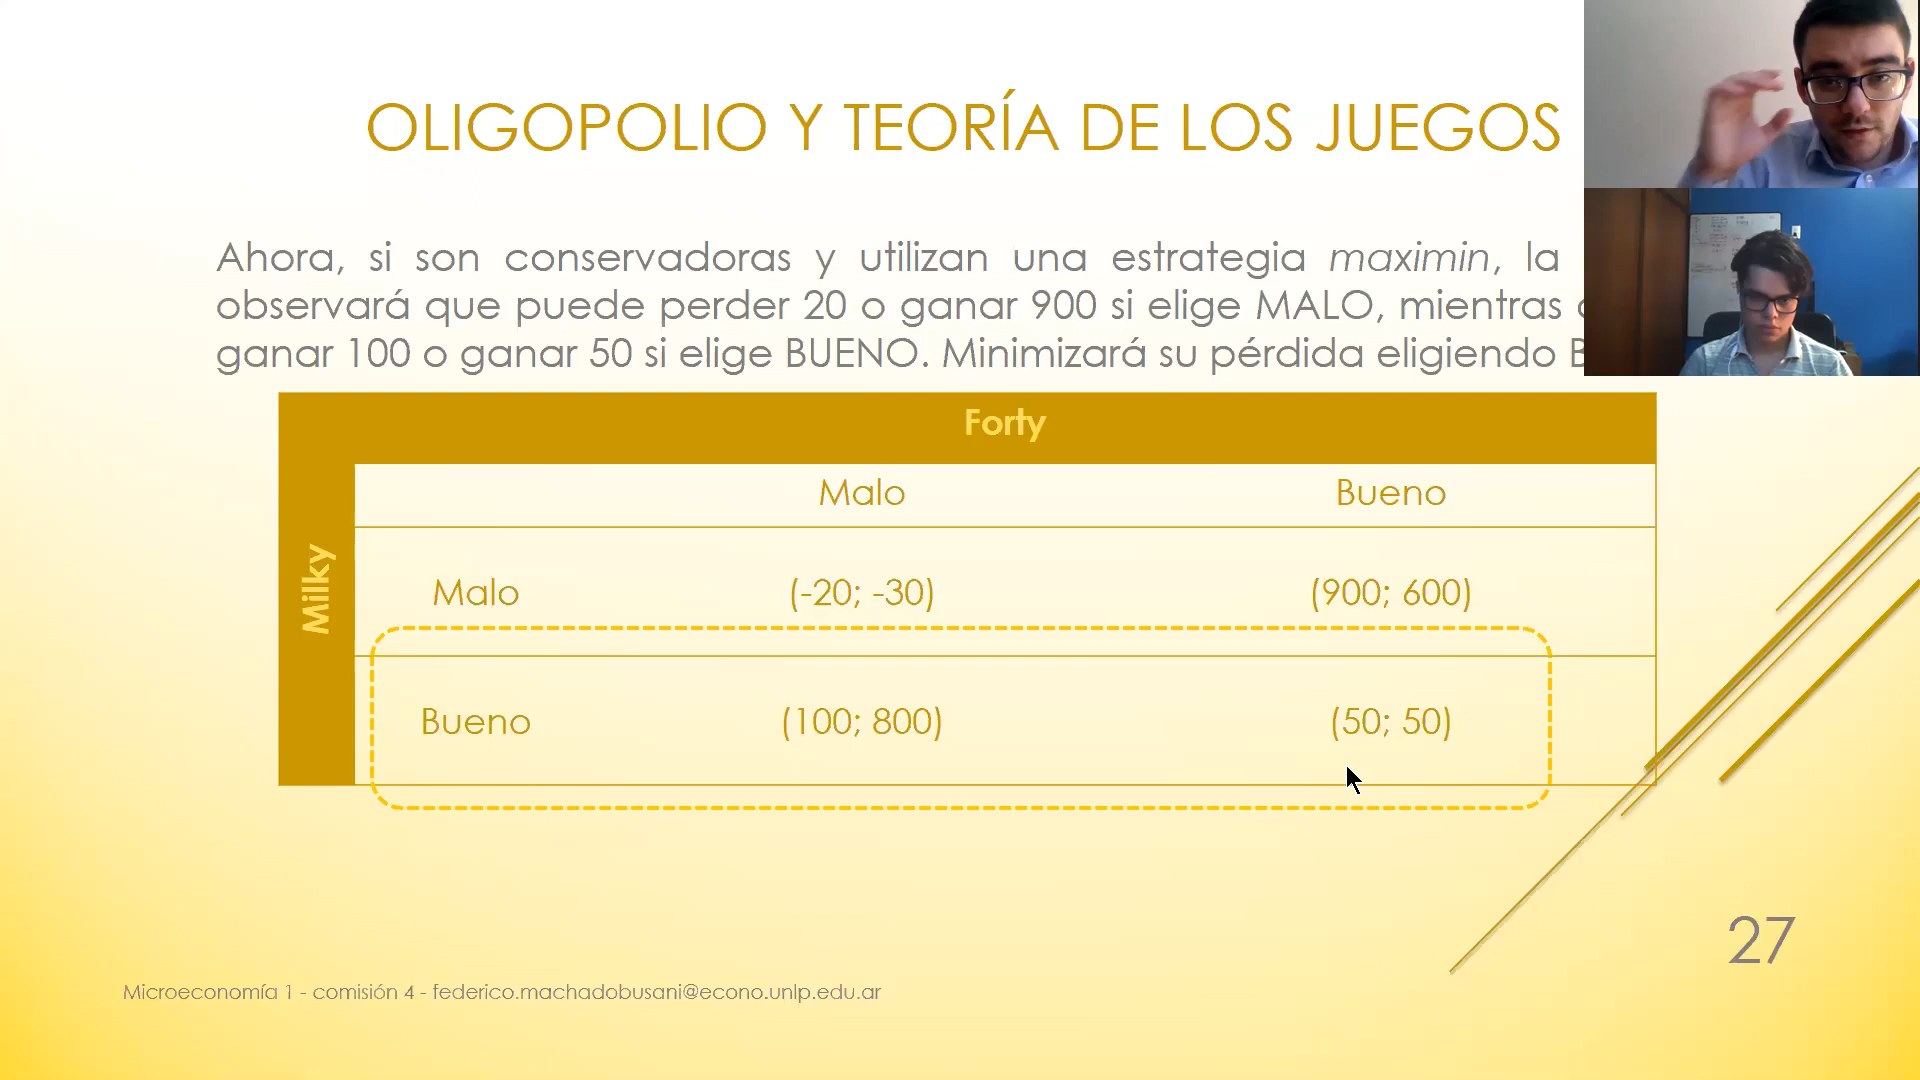 OLIGOPOLIO Y TEORÍA DE LOS JUEGOS
Ahora, si son conservadoras y utilizan una estrategia maximin, la
observará que puede perder 20 o ganar 900 si elige MALO, mientras
ganar 100 o ganar 50 si elige BUENO. Minimizará su pérdida eligiendo
Forty
Malo Bueno
Milky
Malo (-20; -30) (900; 600)
Bueno (100; 800) (50; 50)
27
Microeconomía 1 - comisión 4 - federico.machadobusani@econo.unlp.edu.ar